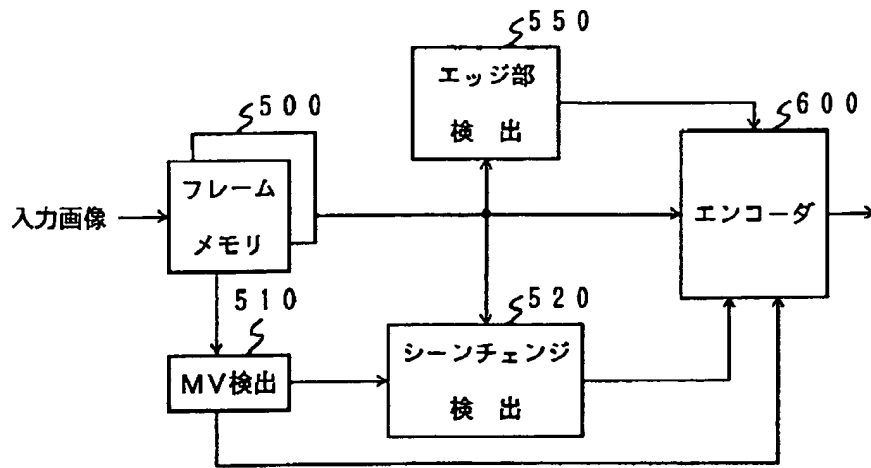 550
エッジ部
検 出
500
600
フレーム
メモリ
入力画像
エンコーダ
510
520
MV検出
シーンチェンジ
検 出